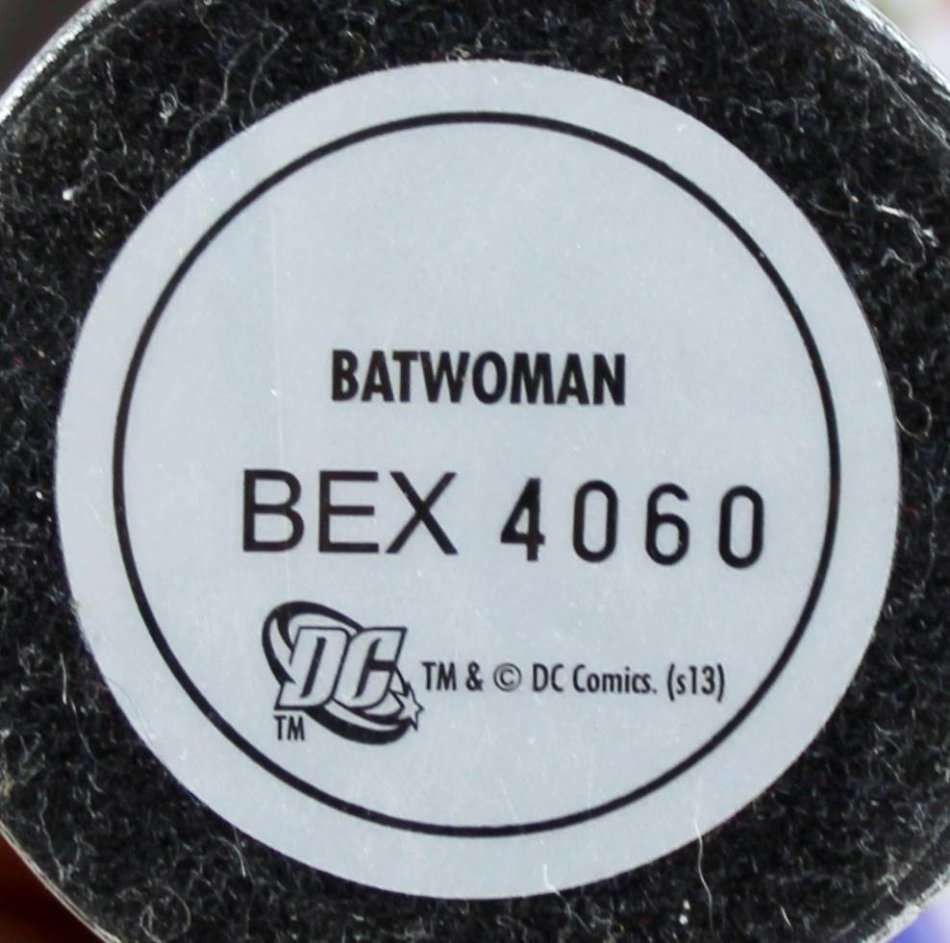 BATWOMAN
BEX 4060
DC TM & © DC Comics. (s13)
TM